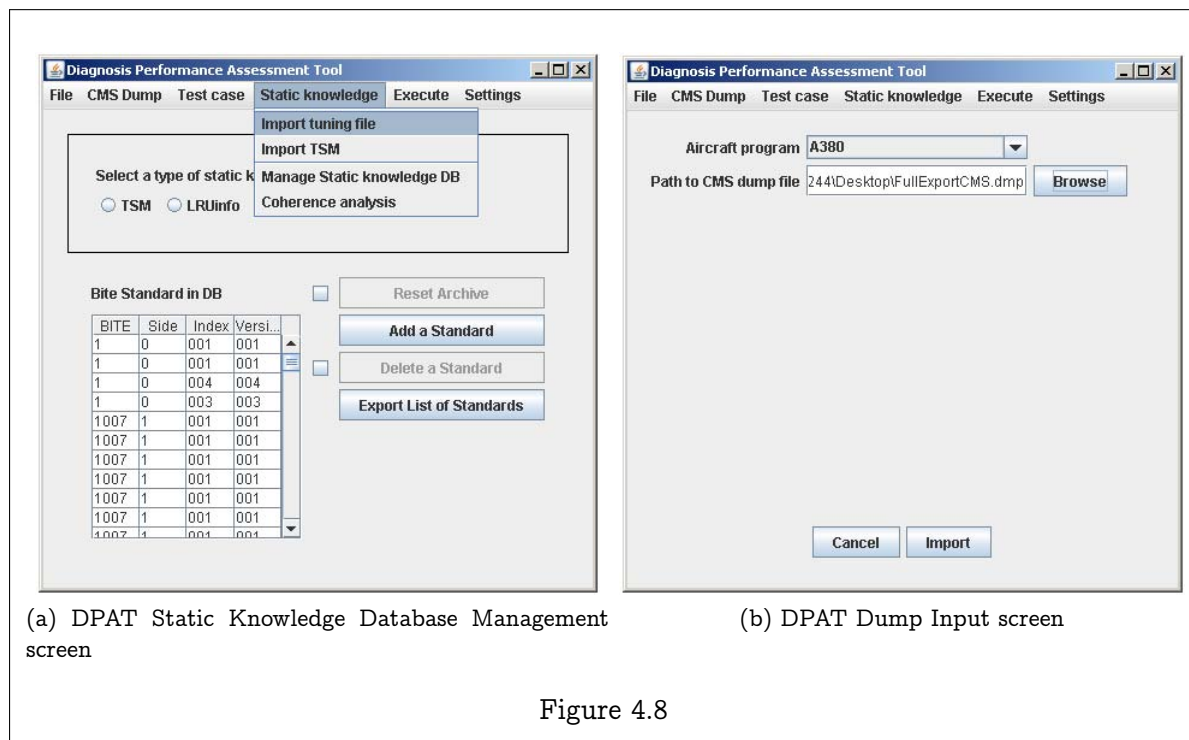 Diagnosis Performance Assessment Tool
File CMS Dump Test case Static knowledge Execute Settings
Import tuning file
Import TSM
Manage Static knowledge DB
Coherence analysis
Select a type of static k
TSM LRUinfo
Bite Standard in DB
Reset Archive
Add a Standard
Delete a Standard
Export List of Standards
BITE Side Index Versi...
1 0 001 001
1 0 001 001
1 0 004 004
1 0 003 003
1007 1 001 001
1007 1 001 001
1007 1 001 001
1007 1 001 001
1007 1 001 001
1007 1 001 001
1007 1 001 001
(a) DPAT Static Knowledge Database Management
screen
Diagnosis Performance Assessment Tool
File CMS Dump Test case Static knowledge Execute Settings
Aircraft program A380
Path to CMS dump file 244\Desktop\FullExportCMS.dmp Browse
Cancel Import
(b) DPAT Dump Input screen
Figure 4.8